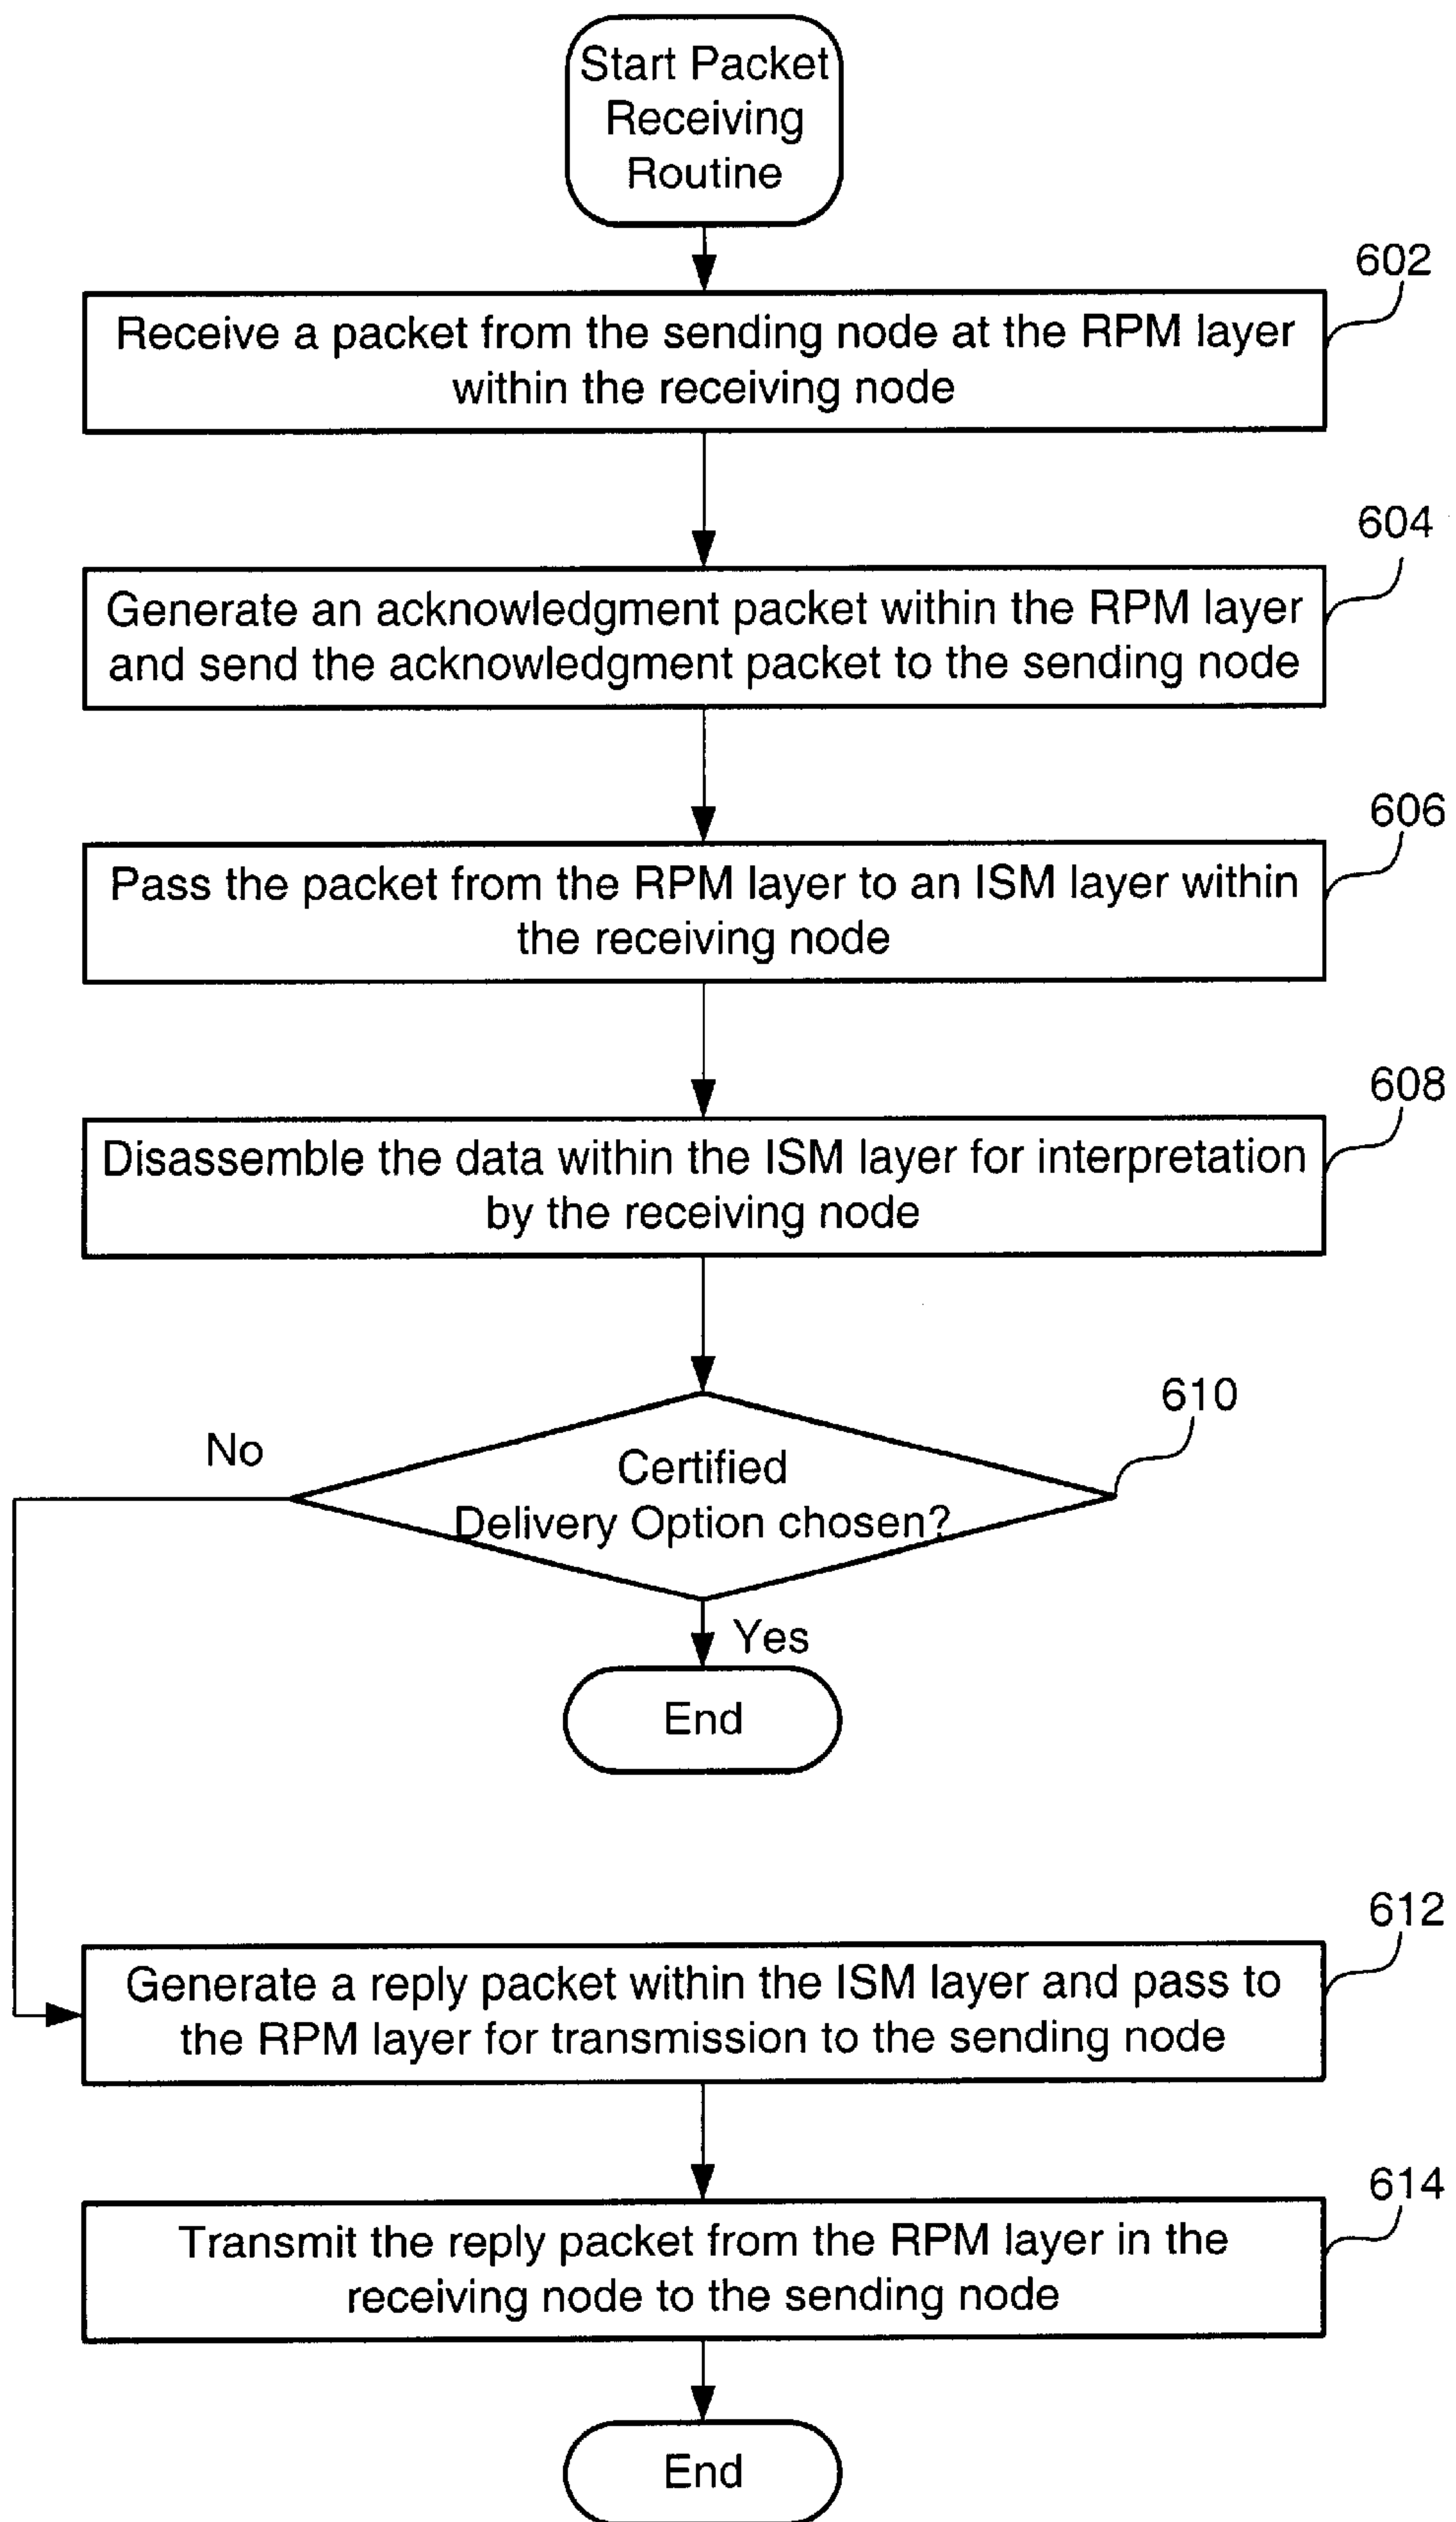 Start Packet
Receiving
Routine
602
Receive a packet from the sending node at the RPM layer
within the receiving node
604
Generate an acknowledgment packet within the RPM layer
and send the acknowledgment packet to the sending node
606
Pass the packet from the RPM layer to an ISM layer within
the receiving node
608
Disassemble the data within the ISM layer for interpretation
by the receiving node
610
No
Certified
Delivery Option chosen?
Yes
End
612
Generate a reply packet within the ISM layer and pass to
the RPM layer for transmission to the sending node
614
Transmit the reply packet from the RPM layer in the
receiving node to the sending node
End